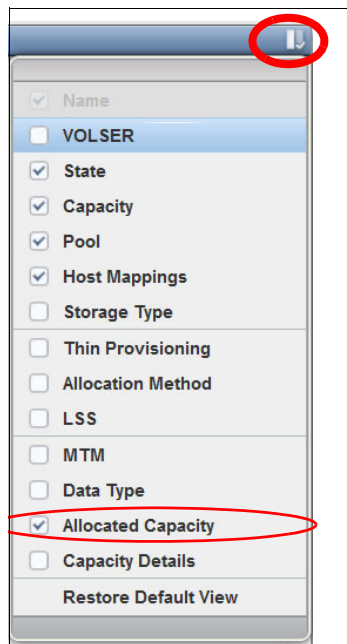 Name
VOLSER
State
Capacity
Pool
Host Mappings
Storage Type
Thin Provisioning
Allocation Method
LSS
MTM
Data Type
Allocated Capacity
Capacity Details
Restore Default View